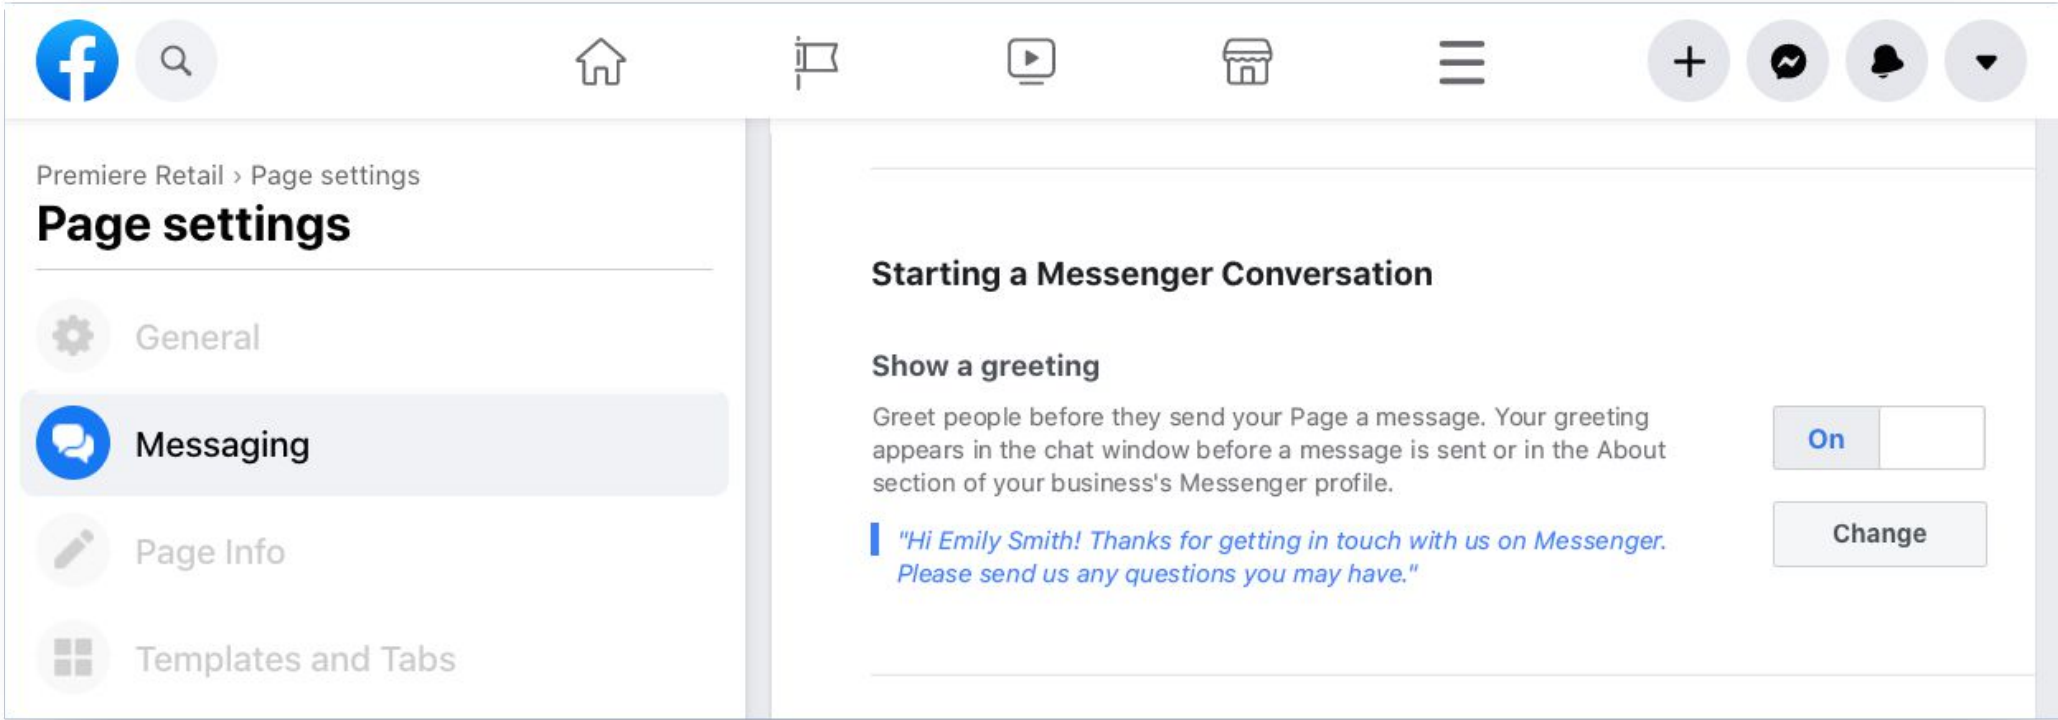 Premiere Retail › Page settings
Page settings
General
Messaging
Page Info
Templates and Tabs
Starting a Messenger Conversation
Show a greeting
Greet people before they send your Page a message. Your greeting
appears in the chat window before a message is sent or in the About
section of your business's Messenger profile.
On
"Hi Emily Smith! Thanks for getting in touch with us on Messenger.
Please send us any questions you may have."
Change